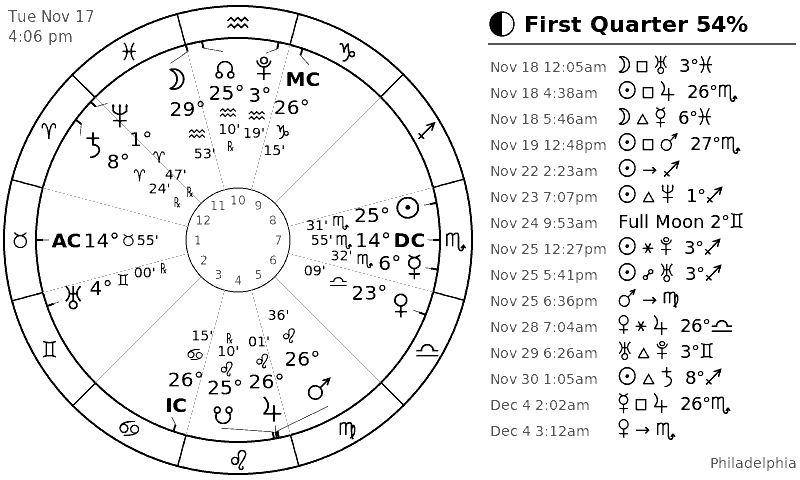 Tue Nov 17
4:06 pm
♒
♓ ♑
♈ ♐
♉ ♏
♊ ♎
♋ ♍
♌
☽ 29° ♒ 53'
☊ 25° ♒ 10' ℞
♇ 3° ♒ 19'
MC 26° ♑ 15'
♆ 1° ♈ 47' ℞
♄ 8° ♈ 24' ℞
☉ 25° ♏ 31'
AC 14° ♉ 55'
55' ♏ 14° DC
☿ 6° ♏ 32'
♅ 4° ♊ 00' ℞
♀ 23° ♎ 09'
IC 26° ♋ 15'
☋ 25° ♌ 10' ℞
♃ 26° ♌ 01'
♂ 26° ♌ 36'
1 2 3 4 5 6 7 8 9 10 11 12
First Quarter 54%
Nov 18 12:05am ☽ □ ♅ 3°♓
Nov 18 4:38am ☉ □ ♃ 26°♏
Nov 18 5:46am ☽ △ ☿ 6°♓
Nov 19 12:48pm ☉ □ ♂ 27°♏
Nov 22 2:23am ☉ → ♐
Nov 23 7:07pm ☉ △ ♆ 1°♐
Nov 24 9:53am Full Moon 2°♊
Nov 25 12:27pm ☉ ⚹ ♇ 3°♐
Nov 25 5:41pm ☉ ☍ ♅ 3°♐
Nov 25 6:36pm ♂ → ♍
Nov 28 7:04am ♀ ⚹ ♃ 26°♎
Nov 29 6:26am ♅ △ ♇ 3°♊
Nov 30 1:05am ☉ △ ♄ 8°♐
Dec 4 2:02am ☿ □ ♃ 26°♏
Dec 4 3:12am ♀ → ♏
Philadelphia